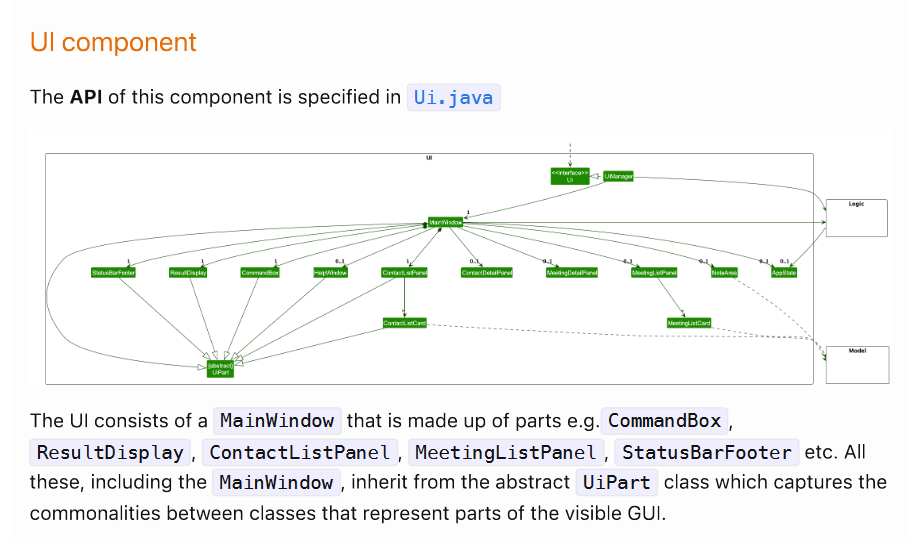 UI component
The API of this component is specified in Ui.java
UI
<<interface>>
UI
UiManager
Logic
1
MainWindow
1
1
1
0..1
1
0..1
0..1
0..1
0..1
0..1
0..1
StatusBarFooter
ResultDisplay
CommandBox
HelpWindow
ContactListPanel
ContactDetailPanel
MeetingDetailPanel
MeetingListPanel
NoteArea
AppState
ContactListCard
MeetingListCard
Model
{abstract}
UiPart
The UI consists of a MainWindow that is made up of parts e.g. CommandBox ,
ResultDisplay , ContactListPanel , MeetingListPanel , StatusBarFooter etc. All
these, including the MainWindow , inherit from the abstract UiPart class which captures the
commonalities between classes that represent parts of the visible GUI.